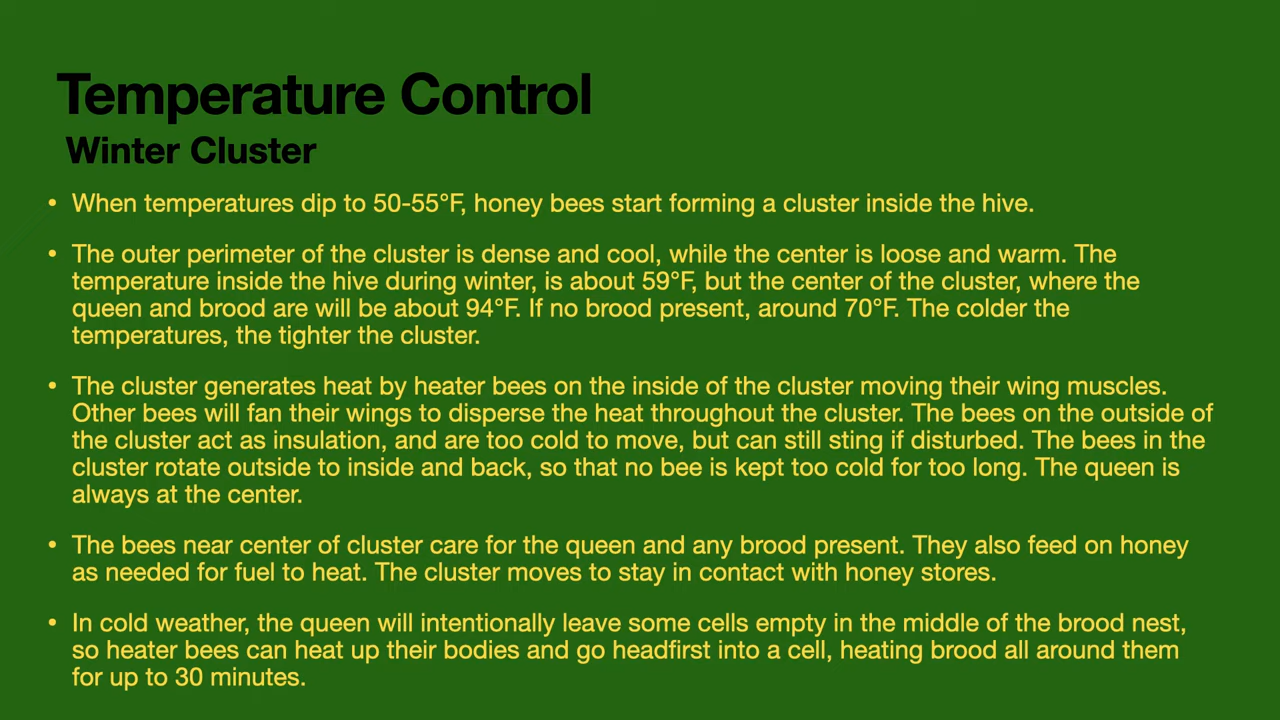 Temperature Control
Winter Cluster
• When temperatures dip to 50-55°F, honey bees start forming a cluster inside the hive.
• The outer perimeter of the cluster is dense and cool, while the center is loose and warm. The
temperature inside the hive during winter, is about 59°F, but the center of the cluster, where the
queen and brood are will be about 94°F. If no brood present, around 70°F. The colder the
temperatures, the tighter the cluster.
• The cluster generates heat by heater bees on the inside of the cluster moving their wing muscles.
Other bees will fan their wings to disperse the heat throughout the cluster. The bees on the outside of
the cluster act as insulation, and are too cold to move, but can still sting if disturbed. The bees in the
cluster rotate outside to inside and back, so that no bee is kept too cold for too long. The queen is
always at the center.
• The bees near center of cluster care for the queen and any brood present. They also feed on honey
as needed for fuel to heat. The cluster moves to stay in contact with honey stores.
• In cold weather, the queen will intentionally leave some cells empty in the middle of the brood nest,
so heater bees can heat up their bodies and go headfirst into a cell, heating brood all around them
for up to 30 minutes.